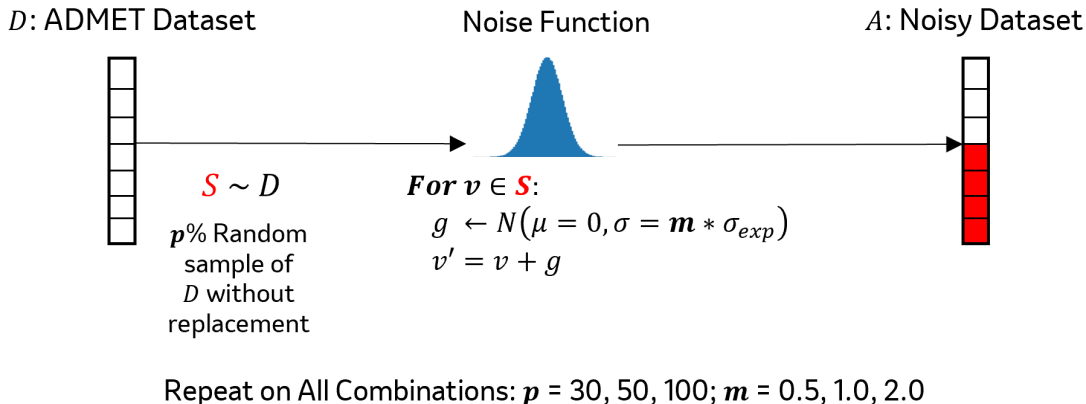 D: ADMET Dataset
Noise Function
A: Noisy Dataset
S ~ D
p% Random
sample of
D without
replacement
For v ∈ S:
g ← N(μ = 0, σ = m * σ_exp)
v′ = v + g
Repeat on All Combinations: p = 30, 50, 100; m = 0.5, 1.0, 2.0